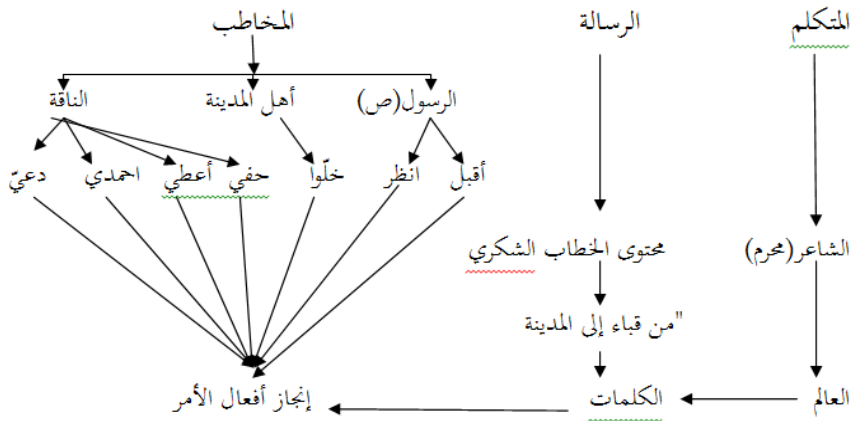 المتكلم
الرسالة
المخاطب
الرسول(ص)
أهل المدينة
الناقة
أقبل
انظر
خلّوا
حفي
أعطي
احمدي
دعيّ
الشاعر(محرم)
محتوى الخطاب الشكري
"من قباء إلى المدينة
العالم
الكلمات
إنجاز أفعال الأمر